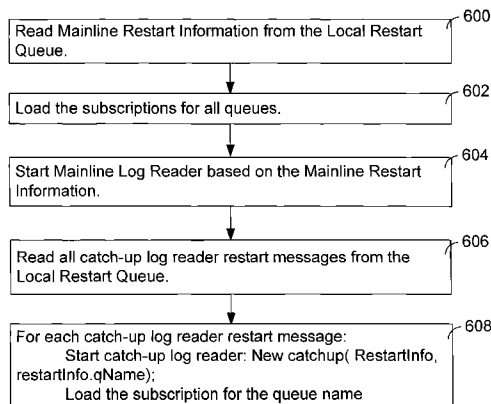 600
Read Mainline Restart Information from the Local Restart
Queue.
602
Load the subscriptions for all queues.
604
Start Mainline Log Reader based on the Mainline Restart
Information.
606
Read all catch-up log reader restart messages from the
Local Restart Queue.
608
For each catch-up log reader restart message:
Start catch-up log reader: New catchup( RestartInfo,
restartInfo.qName);
Load the subscription for the queue name